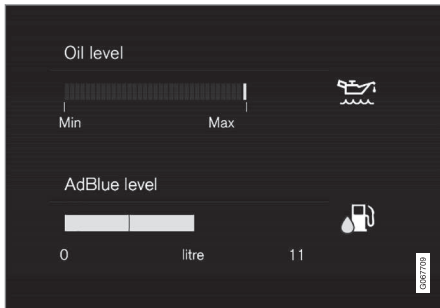 Oil level
Min Max
AdBlue level
0 litre 11
G067709